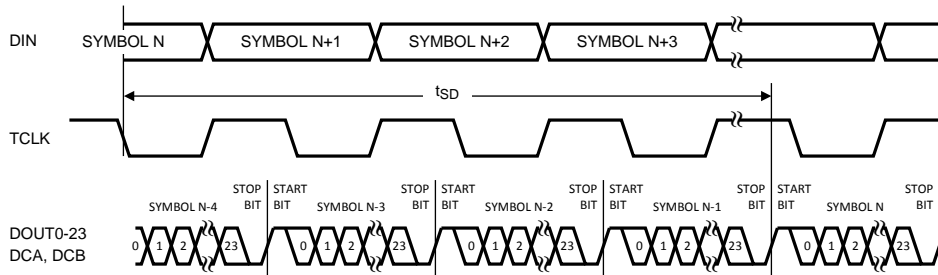 DIN SYMBOL N SYMBOL N+1 SYMBOL N+2 SYMBOL N+3
tSD
TCLK
STOP BIT START BIT STOP BIT START BIT STOP BIT START BIT STOP BIT START BIT STOP BIT
SYMBOL N-4 SYMBOL N-3 SYMBOL N-2 SYMBOL N-1 SYMBOL N
DOUT0-23 0 1 2 23 0 1 2 23 0 1 2 23 0 1 2 23 0 1 2 23
DCA, DCB